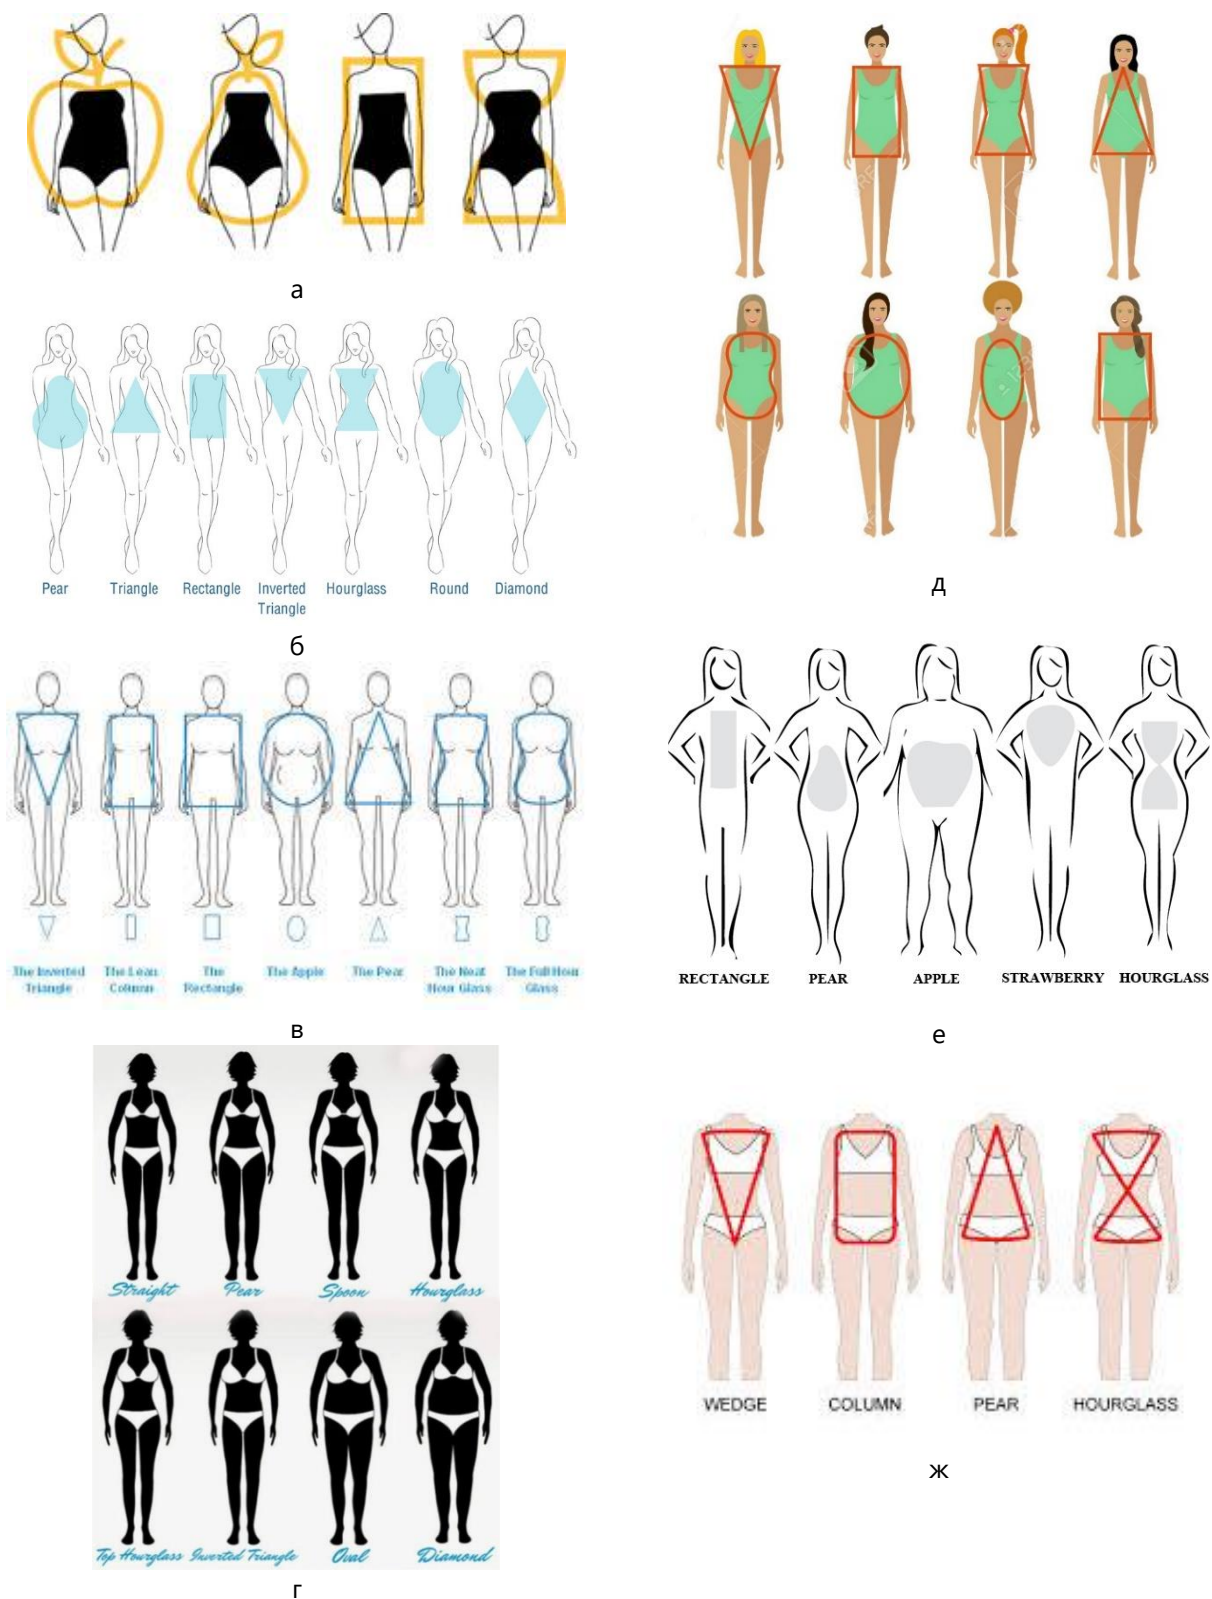 а
Pear Triangle Rectangle Inverted Triangle Hourglass Round Diamond
б
The Inverted Triangle The Lean Column The Rectangle The Apple The Pear The Neat Hour Glass The Full Hour Glass
в
Straight Pear Spoon Hourglass
Top Hourglass Inverted Triangle Oval Diamond
г
д
RECTANGLE PEAR APPLE STRAWBERRY HOURGLASS
е
WEDGE COLUMN PEAR HOURGLASS
ж